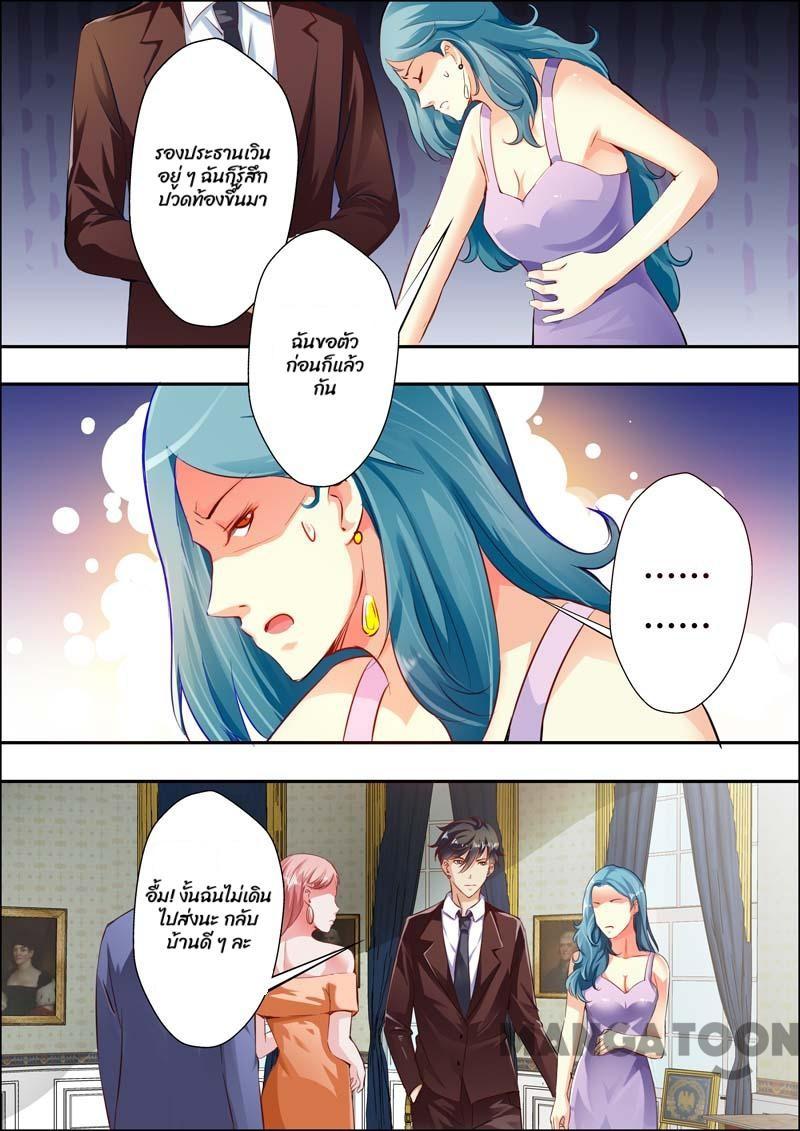 รองประธานเวิน
อยู่ ๆ ฉันก็รู้สึก
ปวดท้องขึ้นมา
ฉันขอตัว
ก่อนก็แล้ว
กัน
......
......
อื้ม! งั้นฉันไม่เดิน
ไปส่งนะ กลับ
บ้านดี ๆ ละ
MANGATOON